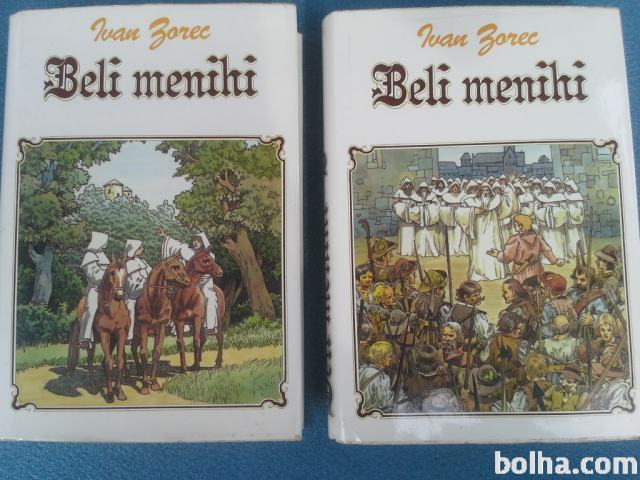 Ivan Zorec
Beli menihi
Ivan Zorec
Beli menihi
bolha.com